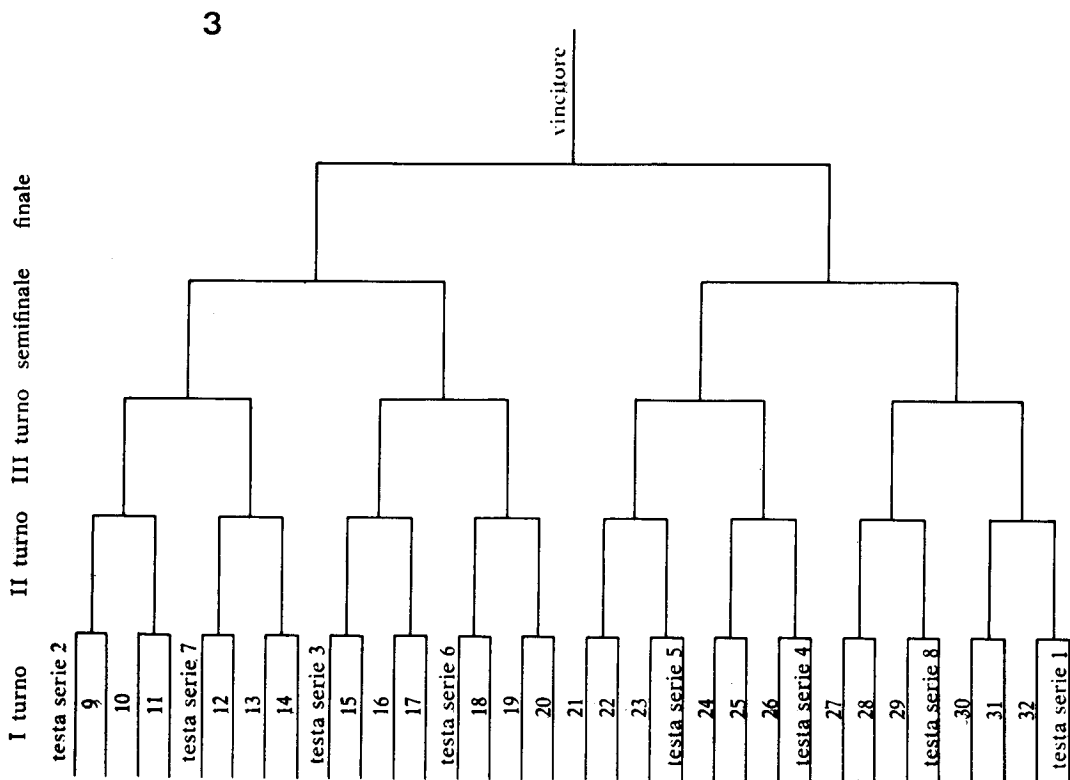 3
vincitore
finale
semifinale
III turno
II turno
I turno
testa serie 2
9
10
11
testa serie 7
12
13
14
testa serie 3
15
16
17
testa serie 6
18
19
20
21
22
23
testa serie 5
24
25
26
testa serie 4
27
28
29
testa serie 8
30
31
32
testa serie 1